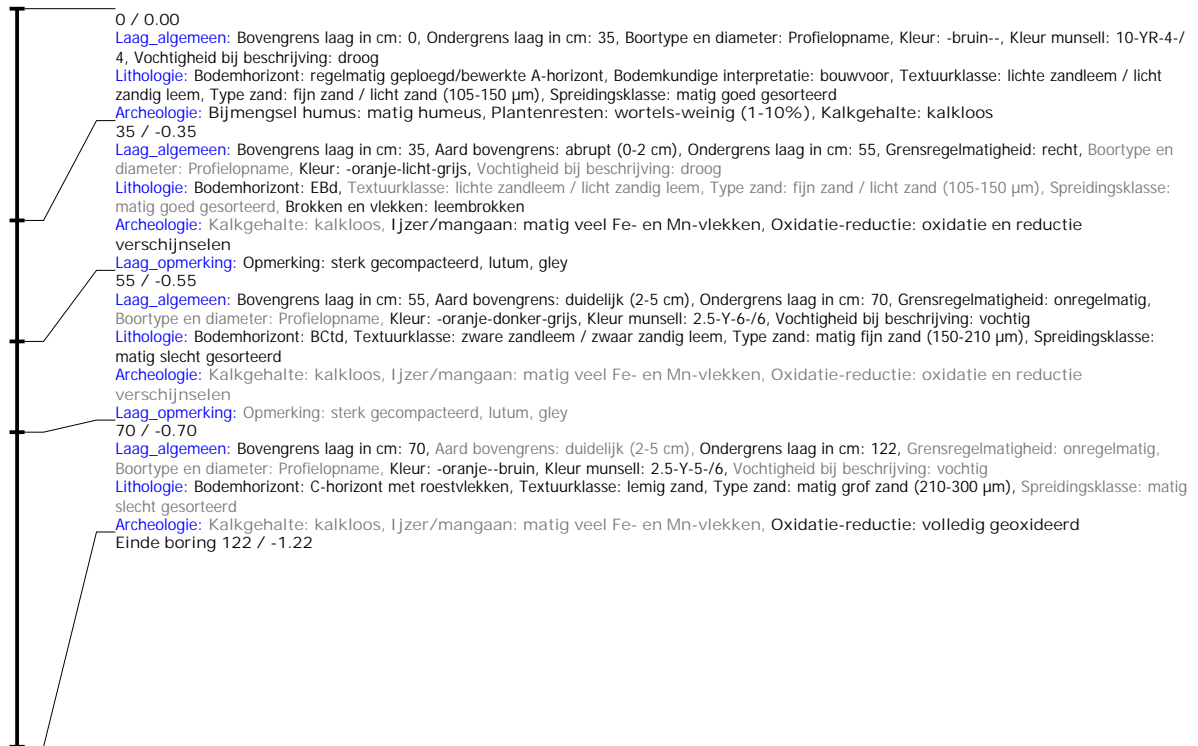 0 / 0.00
Laag_algemeen: Bovengrens laag in cm: 0, Ondergrens laag in cm: 35, Boortype en diameter: Profielopname, Kleur: -bruin--, Kleur munsell: 10-YR-4-/
4, Vochtigheid bij beschrijving: droog
Lithologie: Bodemhorizont: regelmatig geploegd/bewerkte A-horizont, Bodemkundige interpretatie: bouwvoor, Textuurklasse: lichte zandleem / licht
zandig leem, Type zand: fijn zand / licht zand (105-150 µm), Spreidingsklasse: matig goed gesorteerd
Archeologie: Bijmengsel humus: matig humeus, Plantenresten: wortels-weinig (1-10%), Kalkgehalte: kalkloos
35 / -0.35
Laag_algemeen: Bovengrens laag in cm: 35, Aard bovengrens: abrupt (0-2 cm), Ondergrens laag in cm: 55, Grensregelmatigheid: recht, Boortype en
diameter: Profielopname, Kleur: -oranje-licht-grijs, Vochtigheid bij beschrijving: droog
Lithologie: Bodemhorizont: EBd, Textuurklasse: lichte zandleem / licht zandig leem, Type zand: fijn zand / licht zand (105-150 µm), Spreidingsklasse:
matig goed gesorteerd, Brokken en vlekken: leembrokken
Archeologie: Kalkgehalte: kalkloos, Ijzer/mangaan: matig veel Fe- en Mn-vlekken, Oxidatie-reductie: oxidatie en reductie
verschijnselen
Laag_opmerking: Opmerking: sterk gecompacteerd, lutum, gley
55 / -0.55
Laag_algemeen: Bovengrens laag in cm: 55, Aard bovengrens: duidelijk (2-5 cm), Ondergrens laag in cm: 70, Grensregelmatigheid: onregelmatig,
Boortype en diameter: Profielopname, Kleur: -oranje-donker-grijs, Kleur munsell: 2.5-Y-6-/6, Vochtigheid bij beschrijving: vochtig
Lithologie: Bodemhorizont: BCtd, Textuurklasse: zware zandleem / zwaar zandig leem, Type zand: matig fijn zand (150-210 µm), Spreidingsklasse:
matig slecht gesorteerd
Archeologie: Kalkgehalte: kalkloos, Ijzer/mangaan: matig veel Fe- en Mn-vlekken, Oxidatie-reductie: oxidatie en reductie
verschijnselen
Laag_opmerking: Opmerking: sterk gecompacteerd, lutum, gley
70 / -0.70
Laag_algemeen: Bovengrens laag in cm: 70, Aard bovengrens: duidelijk (2-5 cm), Ondergrens laag in cm: 122, Grensregelmatigheid: onregelmatig,
Boortype en diameter: Profielopname, Kleur: -oranje--bruin, Kleur munsell: 2.5-Y-5-/6, Vochtigheid bij beschrijving: vochtig
Lithologie: Bodemhorizont: C-horizont met roestvlekken, Textuurklasse: lemig zand, Type zand: matig grof zand (210-300 µm), Spreidingsklasse: matig
slecht gesorteerd
Archeologie: Kalkgehalte: kalkloos, Ijzer/mangaan: matig veel Fe- en Mn-vlekken, Oxidatie-reductie: volledig geoxideerd
Einde boring 122 / -1.22